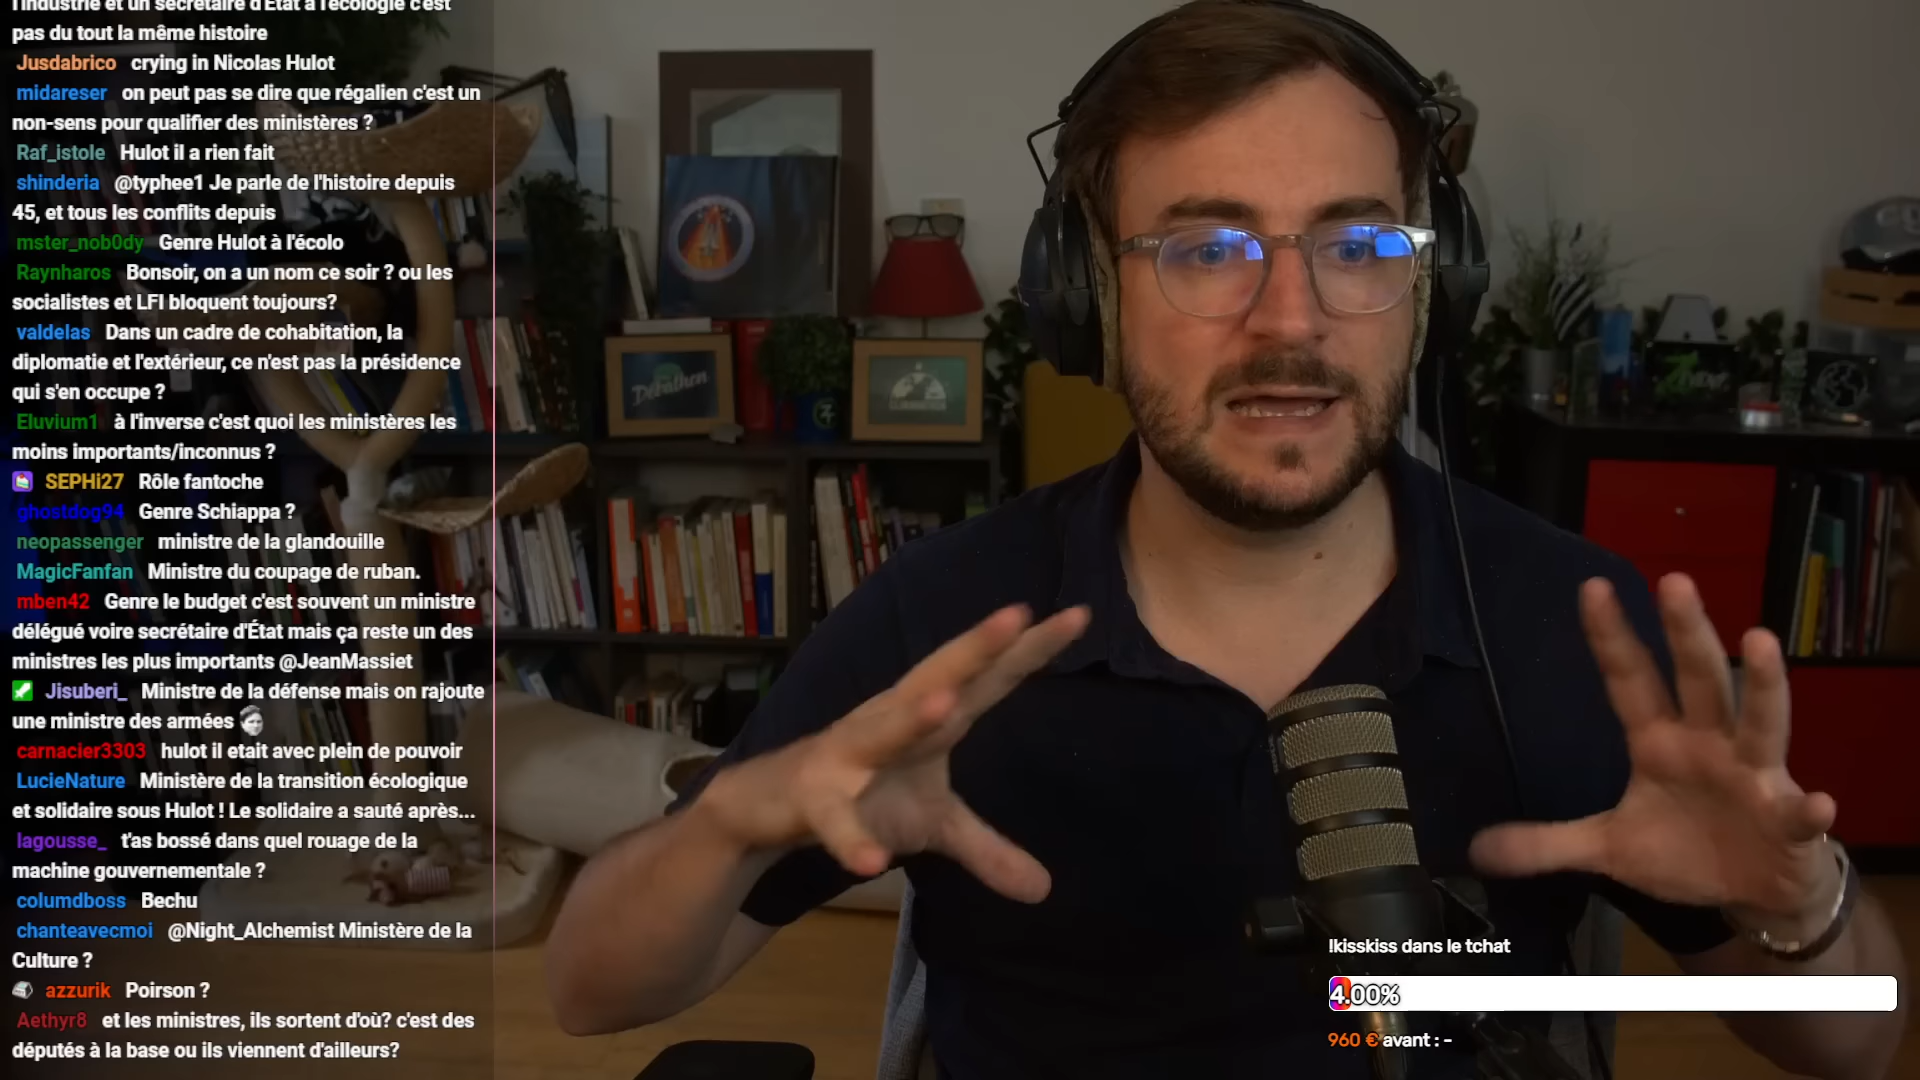 l'industrie et un secrétaire d'État à l'écologie c'est
pas du tout la même histoire
Jusdabrico crying in Nicolas Hulot
midareser on peut pas se dire que régalien c'est un
non-sens pour qualifier des ministères ?
Raf_istole Hulot il a rien fait
shinderia @typhee1 Je parle de l'histoire depuis
45, et tous les conflits depuis
mster_nob0dy Genre Hulot à l'écolo
Raynharos Bonsoir, on a un nom ce soir ? ou les
socialistes et LFI bloquent toujours?
valdelas Dans un cadre de cohabitation, la
diplomatie et l'extérieur, ce n'est pas la présidence
qui s'en occupe ?
Eluvium1 à l'inverse c'est quoi les ministères les
moins importants/inconnus ?
SEPHi27 Rôle fantoche
ghostdog94 Genre Schiappa ?
neopassenger ministre de la glandouille
MagicFanfan Ministre du coupage de ruban.
mben42 Genre le budget c'est souvent un ministre
délégué voire secrétaire d'État mais ça reste un des
ministres les plus importants @JeanMassiet
Jisuberi_ Ministre de la défense mais on rajoute
une ministre des armées
carnacier3303 hulot il etait avec plein de pouvoir
LucieNature Ministère de la transition écologique
et solidaire sous Hulot ! Le solidaire a sauté après...
lagousse_ t'as bossé dans quel rouage de la
machine gouvernementale ?
columdboss Bechu
chanteavecmoi @Night_Alchemist Ministère de la
Culture ?
azzurik Poirson ?
Aethyr8 et les ministres, ils sortent d'où? c'est des
députés à la base ou ils viennent d'ailleurs?
Débathon
!kisskiss dans le tchat
4.00%
960 € avant : -